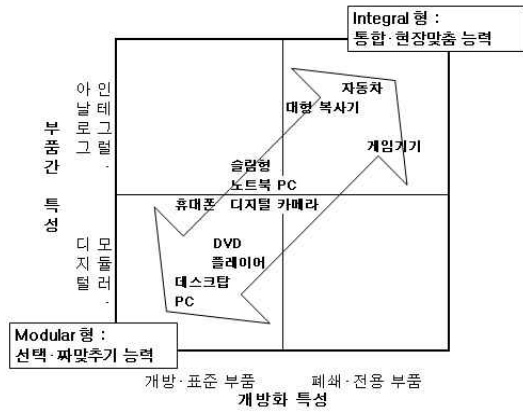 Integral 형 :
통합·현장맞춤 능력
자동차
대형 복사기
게임기기
슬림형
노트북 PC
휴대폰 디지털 카메라
DVD
플레이어
데스크탑
PC
부품간 특성
아날로그
인테그럴·
디지털
모듈러·
Modular 형 :
선택·짜맞추기 능력
개방·표준 부품 폐쇄·전용 부품
개방화 특성